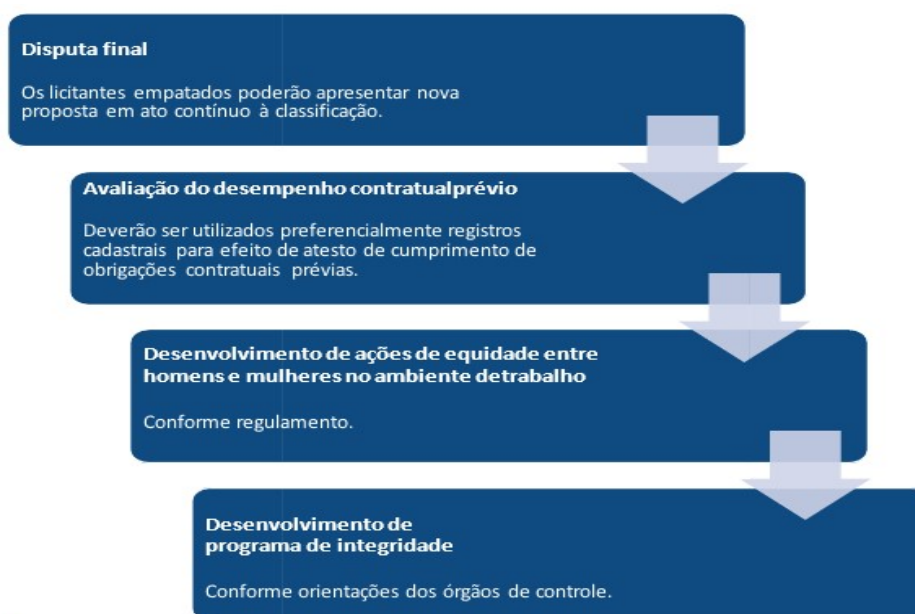 Disputa final
Os licitantes empatados poderão apresentar nova
proposta em ato contínuo à classificação.
Avaliação do desempenho contratualprévio
Deverão ser utilizados preferencialmente registros
cadastrais para efeito de atesto de cumprimento de
obrigações contratuais prévias.
Desenvolvimento de ações de equidade entre
homens e mulheres no ambiente detrabalho
Conforme regulamento.
Desenvolvimento de
programa de integridade
Conforme orientações dos órgãos de controle.